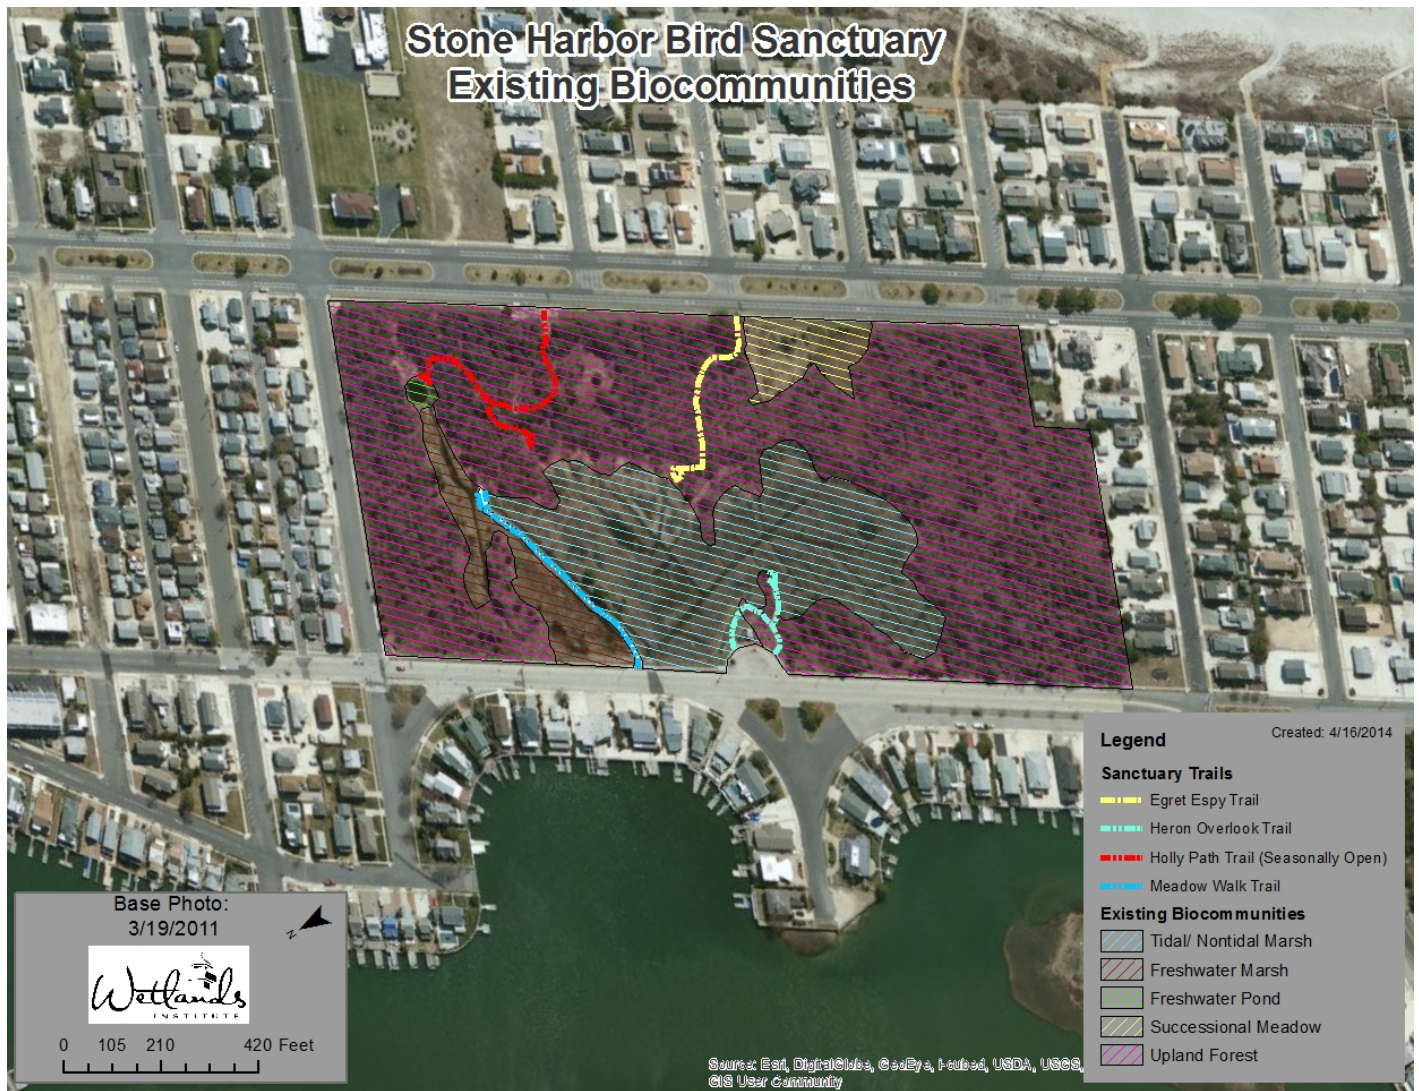 Stone Harbor Bird Sanctuary
Existing Biocommunities
Legend
Created: 4/16/2014
Sanctuary Trails
Egret Espy Trail
Heron Overlook Trail
Holly Path Trail (Seasonally Open)
Meadow Walk Trail
Existing Biocommunities
Tidal/ Nontidal Marsh
Freshwater Marsh
Freshwater Pond
Successional Meadow
Upland Forest
Base Photo:
3/19/2011
N
Wetlands
INSTITUTE
0 105 210 420 Feet
Source: Esri, DigitalGlobe, GeoEye, i-cubed, USDA, USGS,
GIS User Community